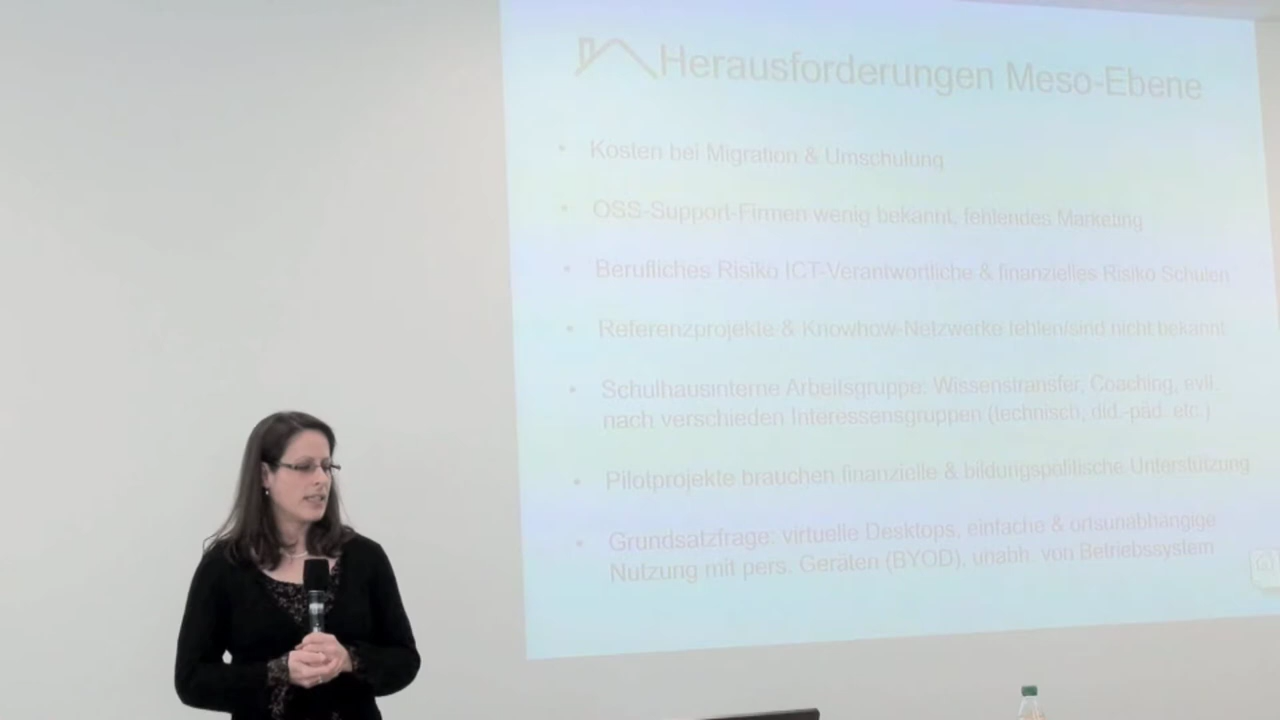 Herausforderungen Meso-Ebene
• Kosten bei Migration & Umschulung
• OSS-Support-Firmen wenig bekannt, fehlendes Marketing
• Berufliches Risiko ICT-Verantwortliche & finanzielles Risiko Schulen
• Referenzprojekte & Knowhow-Netzwerke fehlen/sind nicht bekannt
• Schulhausinterne Arbeitsgruppe: Wissenstransfer, Coaching, evtl.
nach verschieden Interessensgruppen (technisch, did.-päd. etc.)
• Pilotprojekte brauchen finanzielle & bildungspolitische Unterstützung
• Grundsatzfrage: virtuelle Desktops, einfache & ortsunabhängige
Nutzung mit pers. Geräten (BYOD), unabh. von Betriebssystem